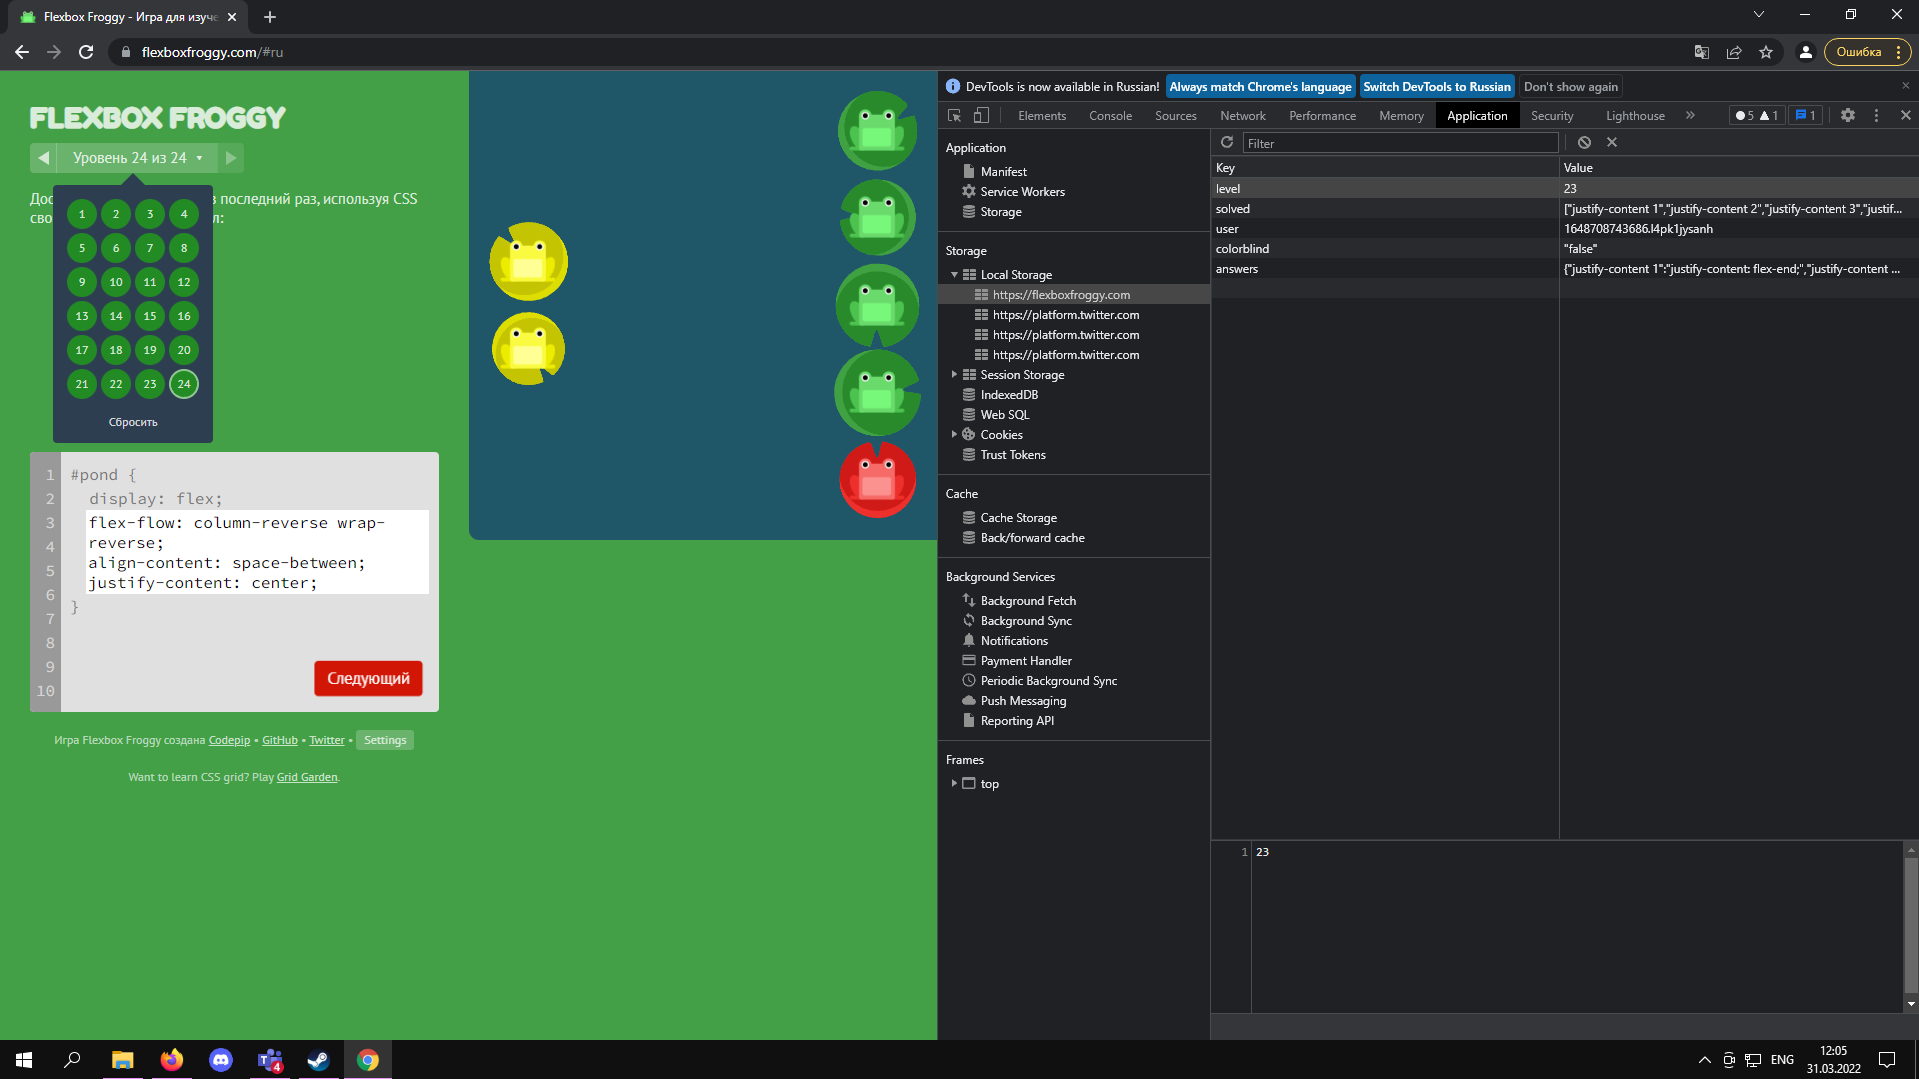 Flexbox Froggy - Игра для изуче
flexboxfroggy.com/#ru
Ошибка
FLEXBOX FROGGY
Уровень 24 из 24
в последний раз, используя CSS
1 2 3 4
5 6 7 8
9 10 11 12
13 14 15 16
17 18 19 20
21 22 23 24
Сбросить
1 #pond {
2 display: flex;
3 flex-flow: column-reverse wrap-
4 reverse;
5 align-content: space-between;
6 justify-content: center;
7 }
8
9
10
Следующий
Игра Flexbox Froggy создана Codepip • GitHub • Twitter • Settings
Want to learn CSS grid? Play Grid Garden.
DevTools is now available in Russian! Always match Chrome's language Switch DevTools to Russian Don't show again
Elements Console Sources Network Performance Memory Application Security Lighthouse 5 1 1
Application
Manifest
Service Workers
Storage
Storage
Local Storage
https://flexboxfroggy.com
https://platform.twitter.com
https://platform.twitter.com
https://platform.twitter.com
Session Storage
IndexedDB
Web SQL
Cookies
Trust Tokens
Cache
Cache Storage
Back/forward cache
Background Services
Background Fetch
Background Sync
Notifications
Payment Handler
Periodic Background Sync
Push Messaging
Reporting API
Frames
top
Filter
Key Value
level 23
solved ["justify-content 1","justify-content 2","justify-content 3","justif...
user 1648708743686.l4pk1jysanh
colorblind "false"
answers {"justify-content 1":"justify-content: flex-end;","justify-content ...
1 23
4
ENG
12:05
31.03.2022